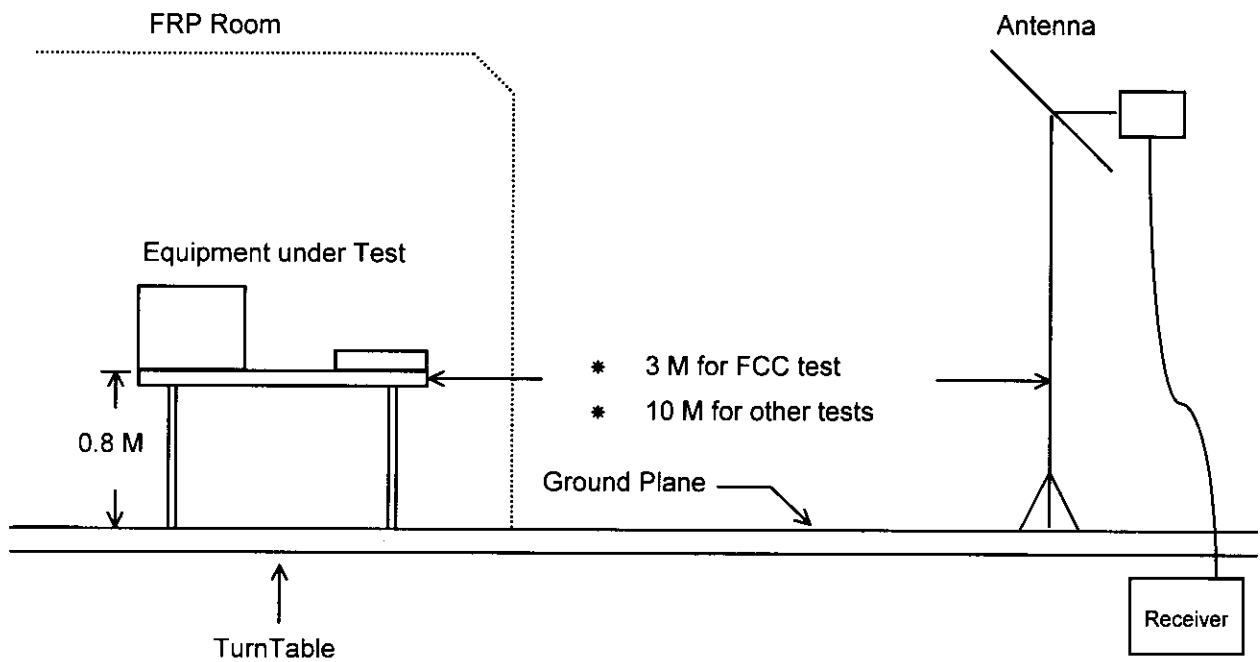 FRP Room
Antenna
Equipment under Test
* 3 M for FCC test
* 10 M for other tests
0.8 M
Ground Plane
Receiver
TurnTable